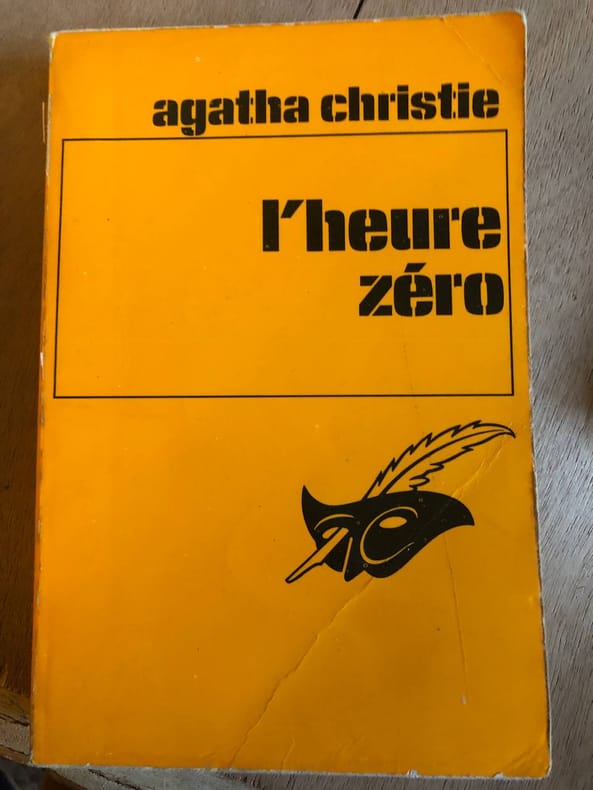 agatha christie
l'heure
zéro